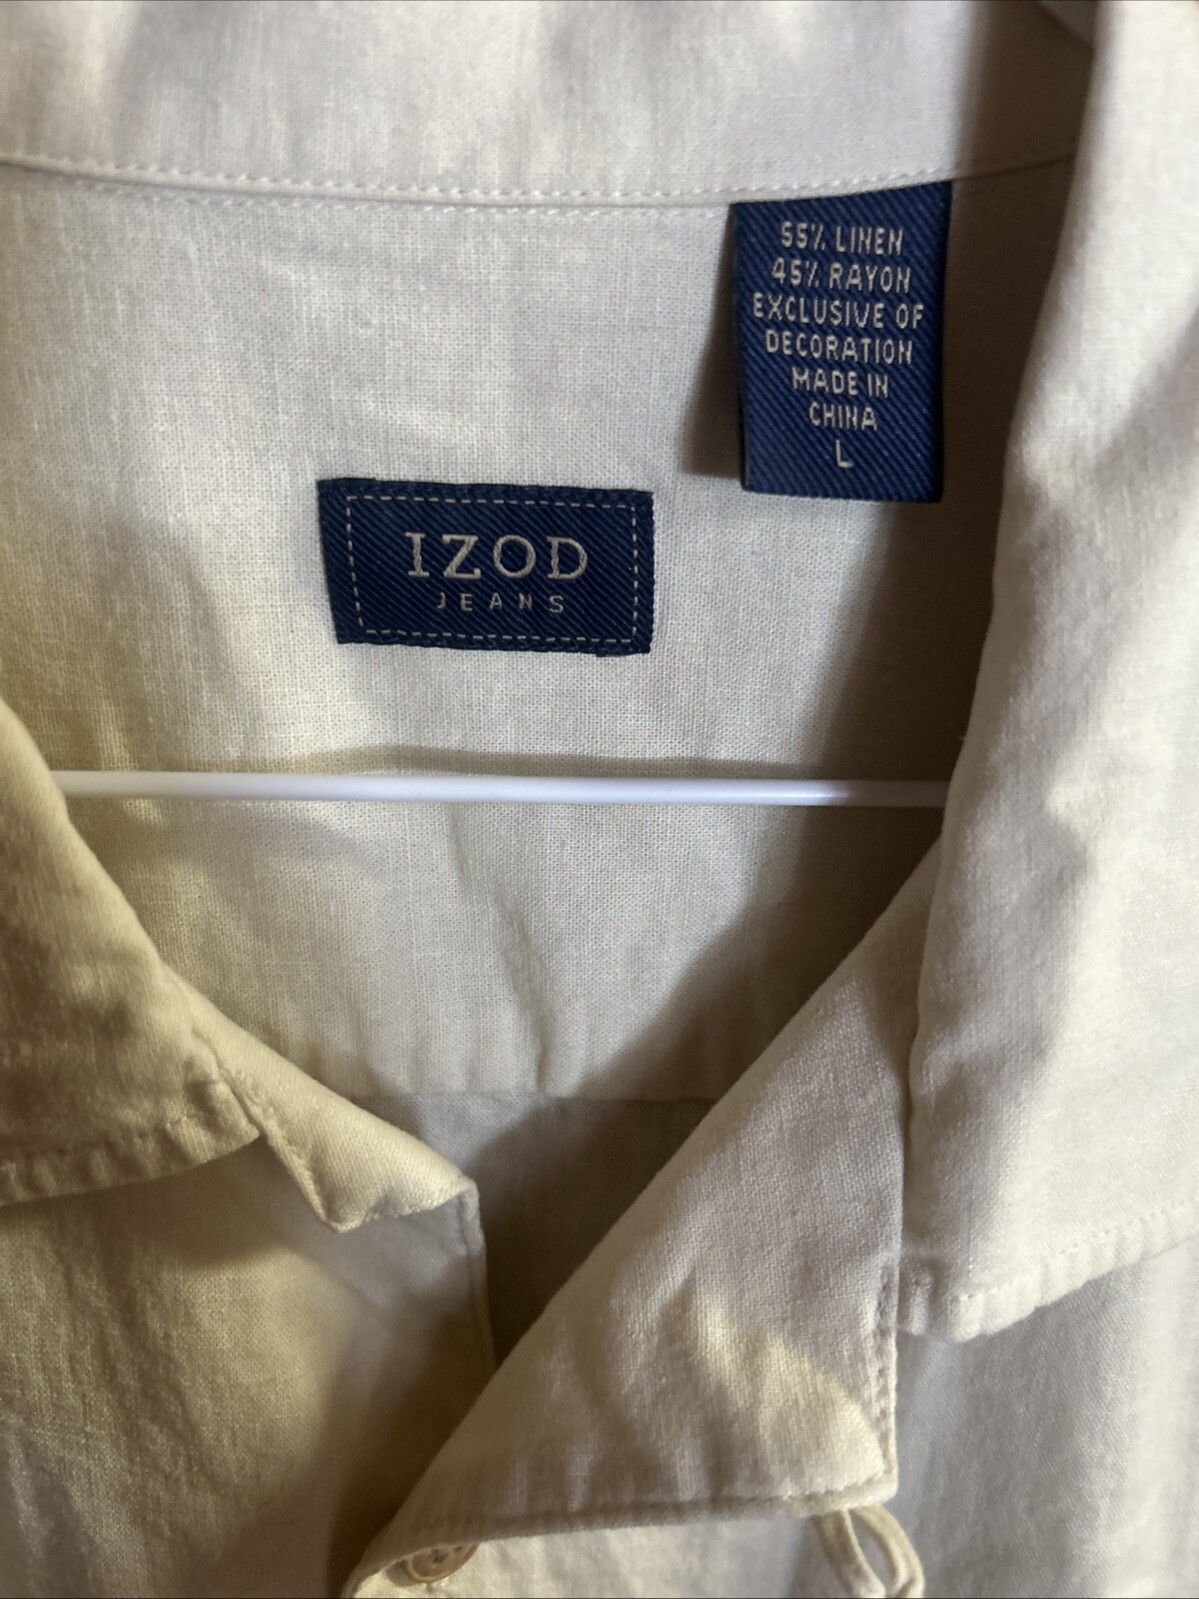 55% LINEN
45% RAYON
EXCLUSIVE OF
DECORATION
MADE IN
CHINA
L
IZOD
JEANS